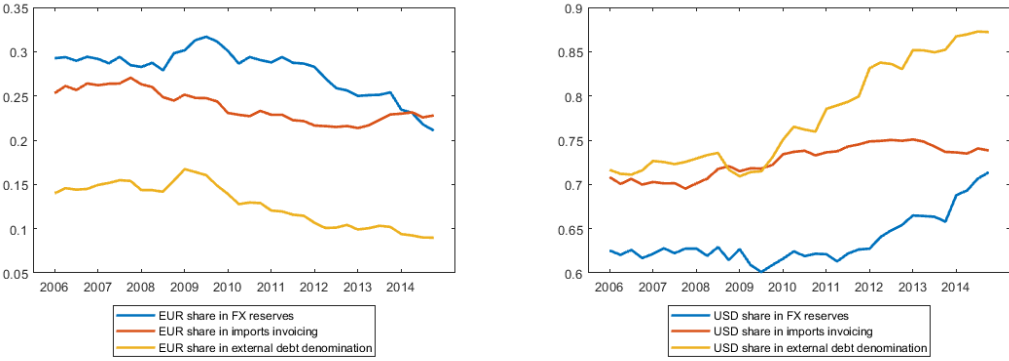 0.35
0.3
0.25
0.2
0.15
0.1
0.05
2006 2007 2008 2009 2010 2011 2012 2013 2014
EUR share in FX reserves
EUR share in imports invoicing
EUR share in external debt denomination
0.9
0.85
0.8
0.75
0.7
0.65
0.6
2006 2007 2008 2009 2010 2011 2012 2013 2014
USD share in FX reserves
USD share in imports invoicing
USD share in external debt denomination